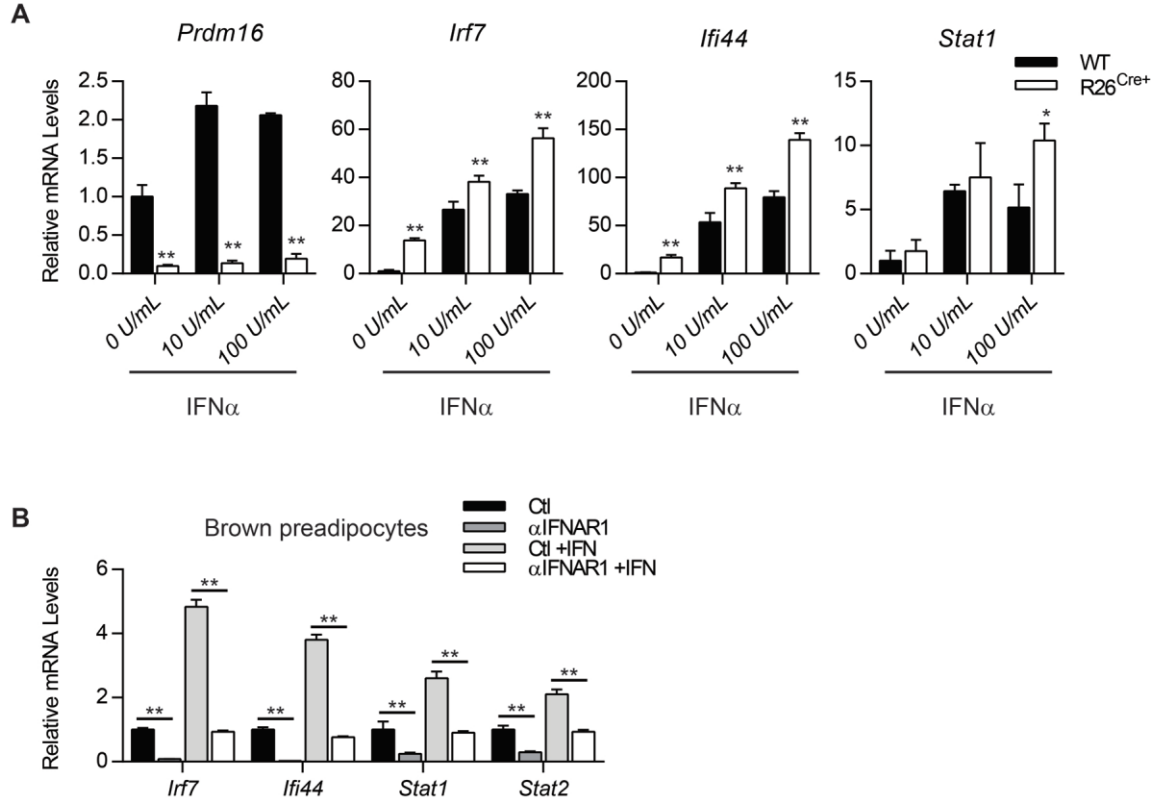 A
Prdm16
Irf7
Ifi44
Stat1
WT
R26Cre+
Relative mRNA Levels
2.5
2.0
1.5
1.0
0.5
0.0
** ** **
0 U/mL
10 U/mL
100 U/mL
IFNα
80
60
40
20
0
** ** **
0 U/mL
10 U/mL
100 U/mL
IFNα
200
150
100
50
0
** ** **
0 U/mL
10 U/mL
100 U/mL
IFNα
15
10
5
0
*
0 U/mL
10 U/mL
100 U/mL
IFNα
B
Brown preadipocytes
Ctl
αIFNAR1
Ctl +IFN
αIFNAR1 +IFN
Relative mRNA Levels
6
4
2
0
** ** ** ** ** ** ** **
Irf7 Ifi44 Stat1 Stat2